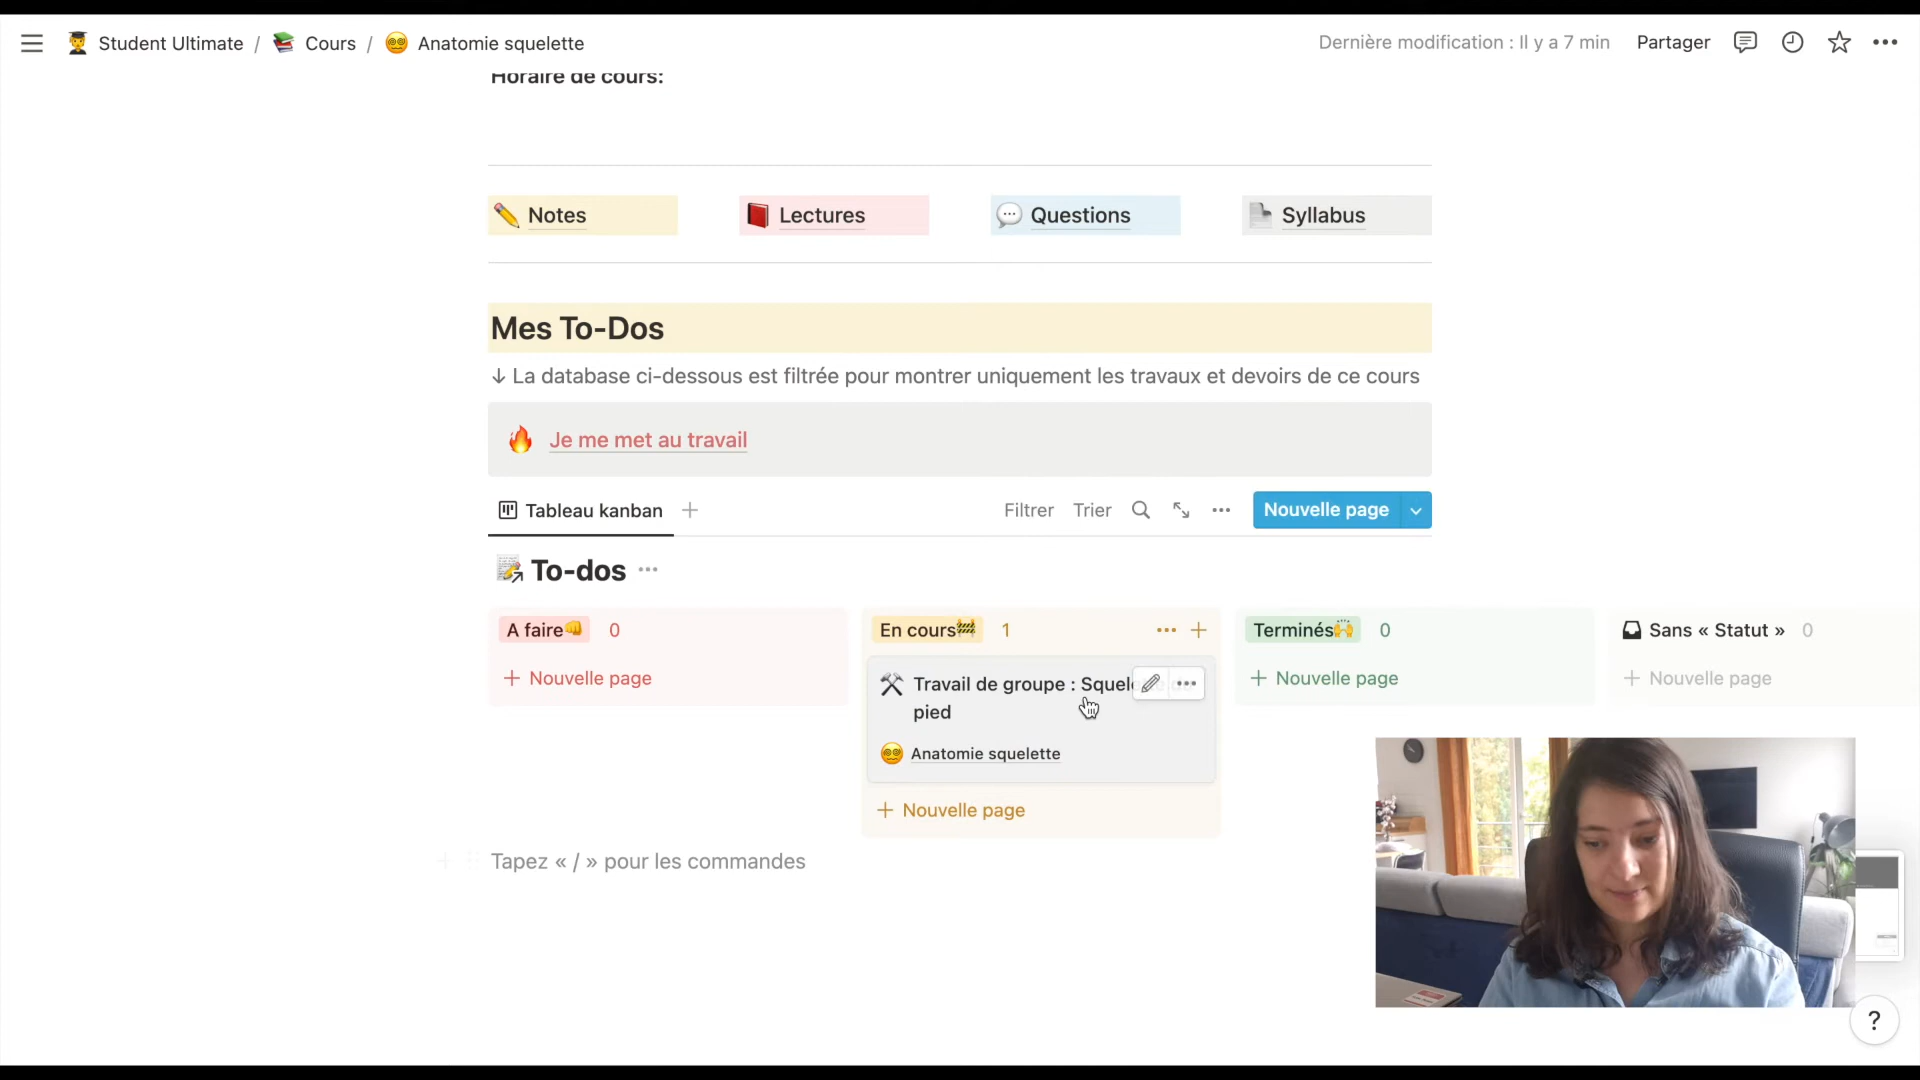 Student Ultimate / Cours / Anatomie squelette
Dernière modification : Il y a 7 min Partager
Horaire de cours:
Notes
Lectures
Questions
Syllabus
Mes To-Dos
↓ La database ci-dessous est filtrée pour montrer uniquement les travaux et devoirs de ce cours
Je me met au travail
Tableau kanban
Filtrer Trier
Nouvelle page
To-dos
A faire 0
En cours 1
Terminés 0
Sans « Statut » 0
+ Nouvelle page
Travail de groupe :
pied
Anatomie squelette
+ Nouvelle page
+ Nouvelle page
+ Nouvelle page
Tapez « / » pour les commandes
?